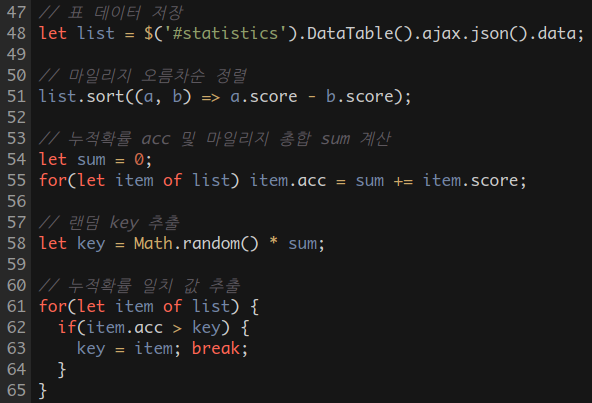 47 // 표 데이터 저장
48 let list = $('#statistics').DataTable().ajax.json().data;
49
50 // 마일리지 오름차순 정렬
51 list.sort((a, b) => a.score - b.score);
52
53 // 누적확률 acc 및 마일리지 총합 sum 계산
54 let sum = 0;
55 for(let item of list) item.acc = sum += item.score;
56
57 // 랜덤 key 추출
58 let key = Math.random() * sum;
59
60 // 누적확률 일치 값 추출
61 for(let item of list) {
62   if(item.acc > key) {
63     key = item; break;
64   }
65 }